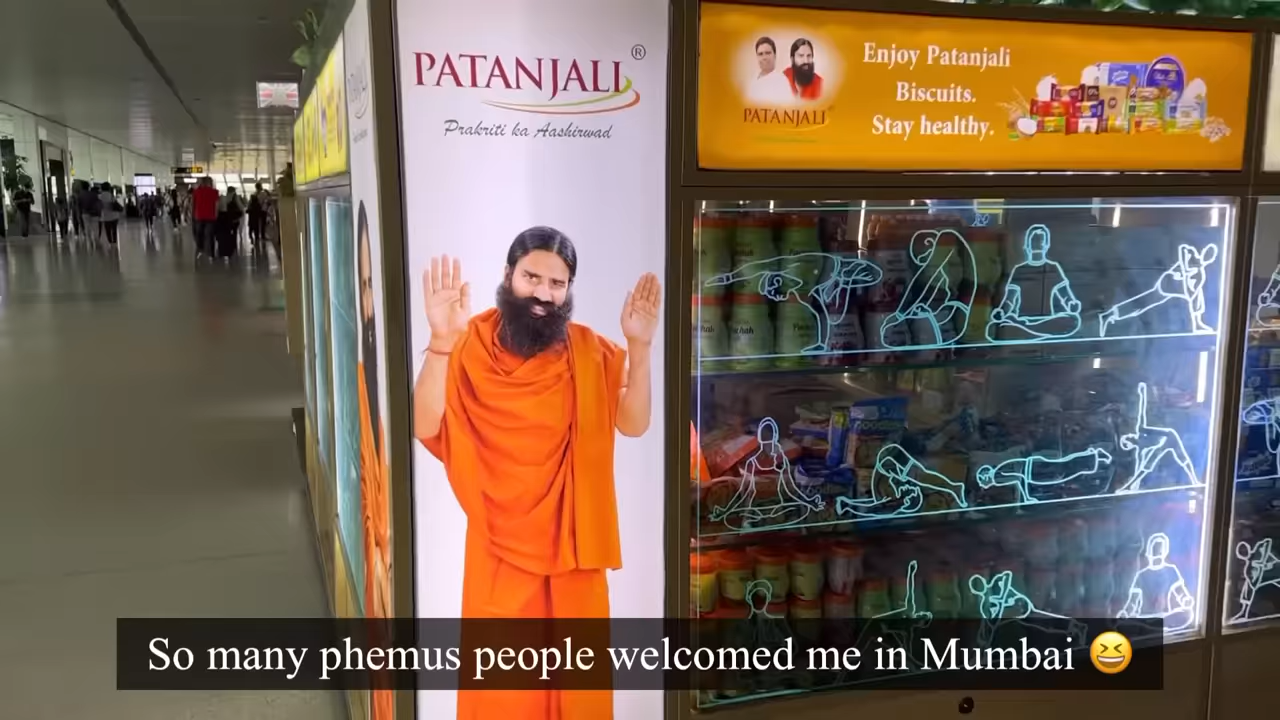 PATANJALI®
Prakriti ka Aashirwad
PATANJALI
Enjoy Patanjali
Biscuits.
Stay healthy.
So many phemus people welcomed me in Mumbai 😆